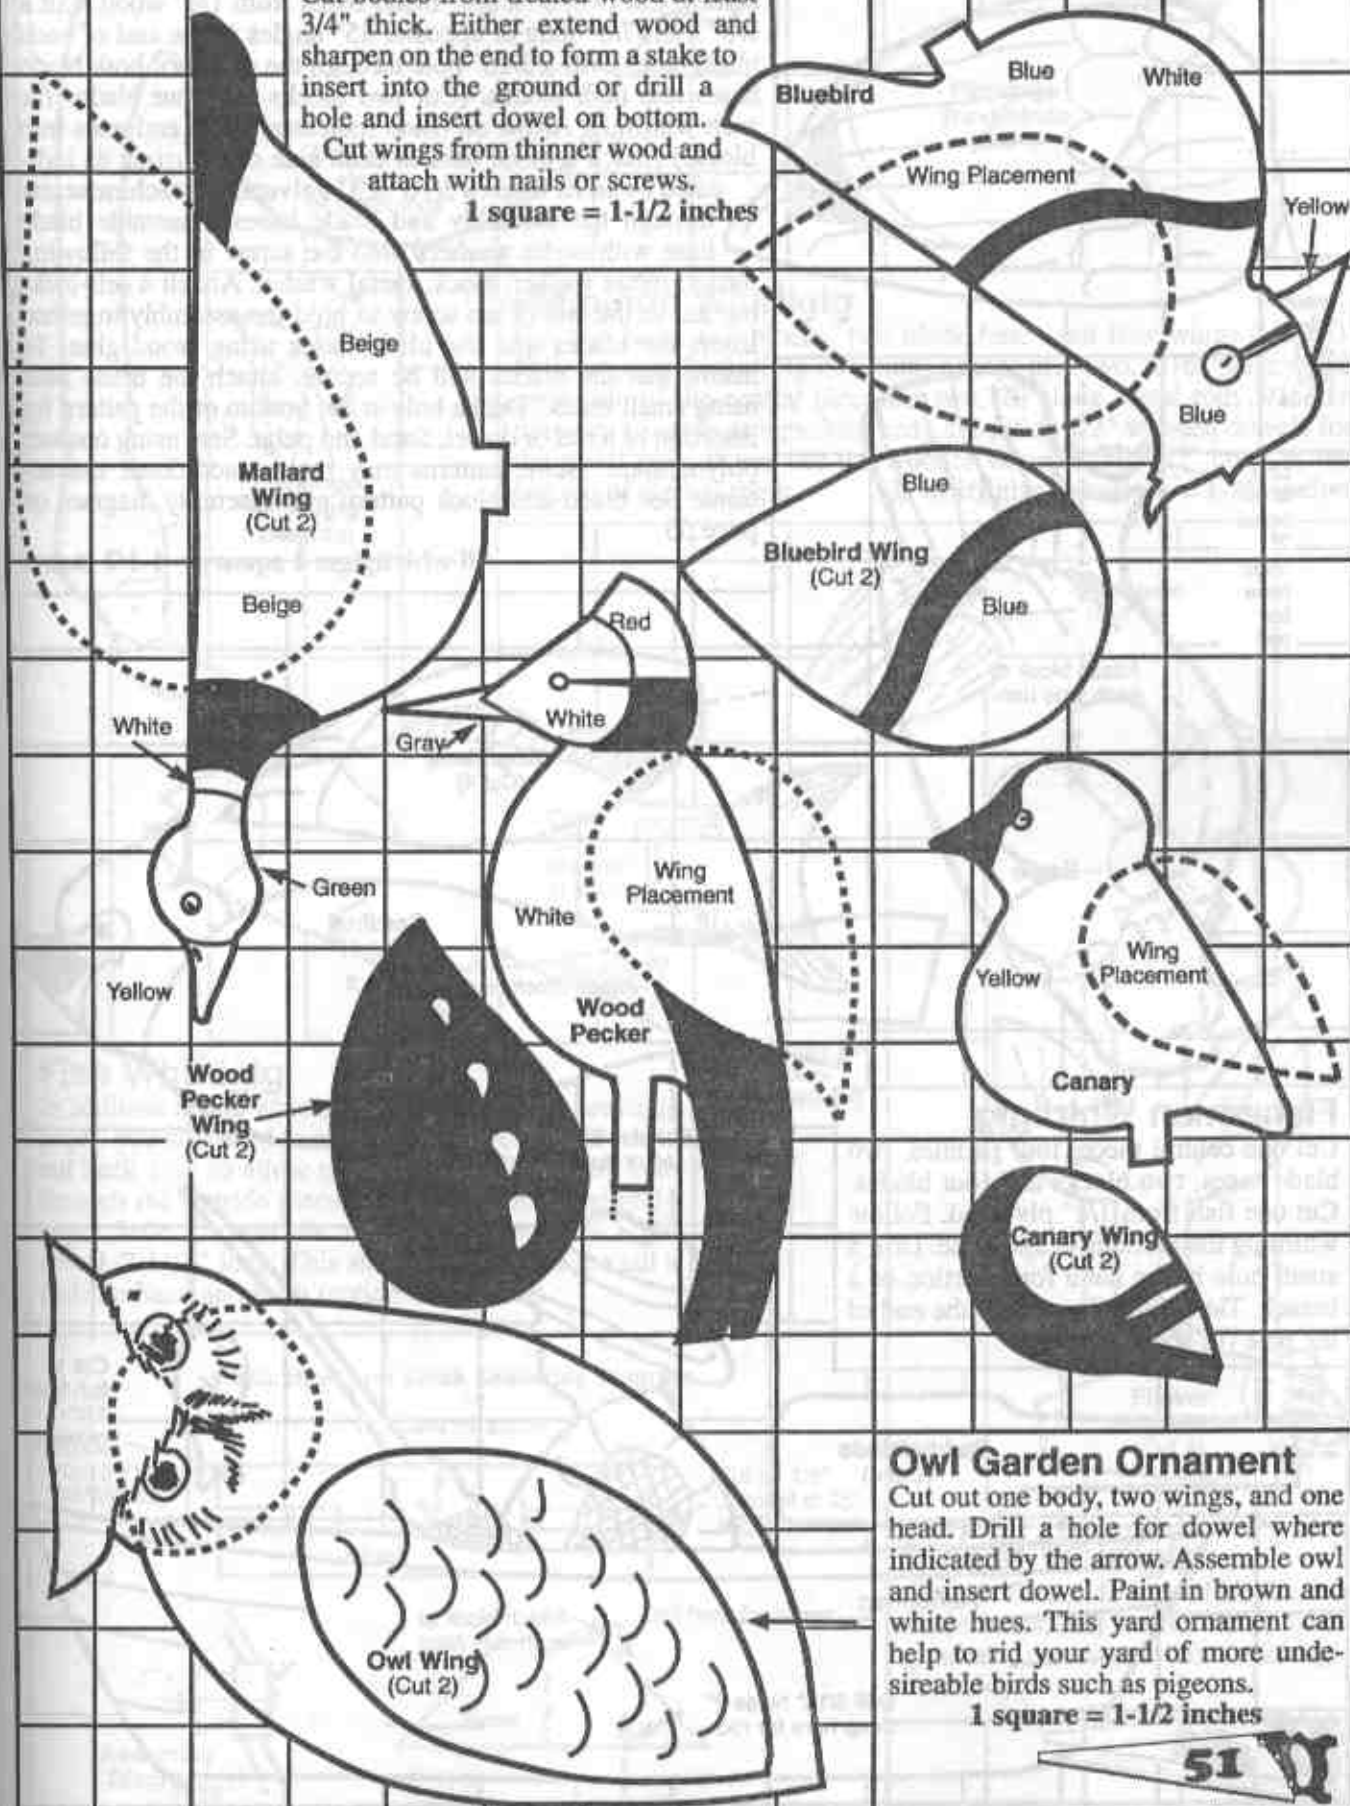 Cut bodies from treated wood at least
3/4" thick. Either extend wood and
sharpen on the end to form a stake to
insert into the ground or drill a
hole and insert dowel on bottom.
Cut wings from thinner wood and
attach with nails or screws.
1 square = 1-1/2 inches
Bluebird
Blue
White
Wing Placement
Yellow
Blue
Beige
Mallard
Wing
(Cut 2)
Beige
Blue
Bluebird Wing
(Cut 2)
Blue
Red
White
Gray
White
Green
Yellow
Wing
Placement
White
Wood
Pecker
Wing
Placement
Yellow
Canary
Wood
Pecker
Wing
(Cut 2)
Canary Wing
(Cut 2)
Owl Wing
(Cut 2)
Owl Garden Ornament
Cut out one body, two wings, and one
head. Drill a hole for dowel where
indicated by the arrow. Assemble owl
and insert dowel. Paint in brown and
white hues. This yard ornament can
help to rid your yard of more unde-
sireable birds such as pigeons.
1 square = 1-1/2 inches
51